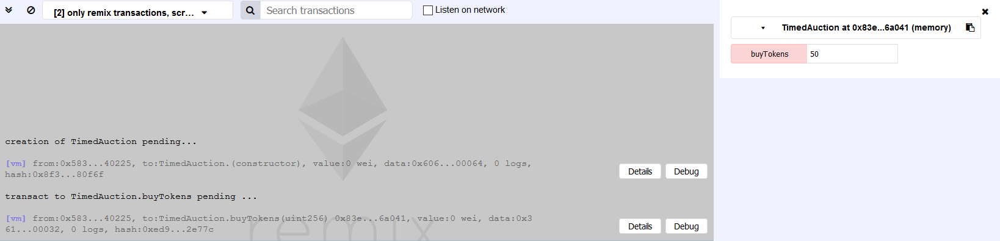 [2] only remix transactions, scr...
Search transactions
Listen on network
TimedAuction at 0x83e...6a041 (memory)
buyTokens 50
creation of TimedAuction pending...
[vm] from:0x583...40225, to:TimedAuction.(constructor), value:0 wei, data:0x606...00064, 0 logs,
hash:0x8f3...80f6f
Details Debug
transact to TimedAuction.buyTokens pending ...
[vm] from:0x583...40225, to:TimedAuction.buyTokens(uint256) 0x83e...6a041, value:0 wei, data:0x3
61...00032, 0 logs, hash:0xed9...2e77c
Details Debug
remix